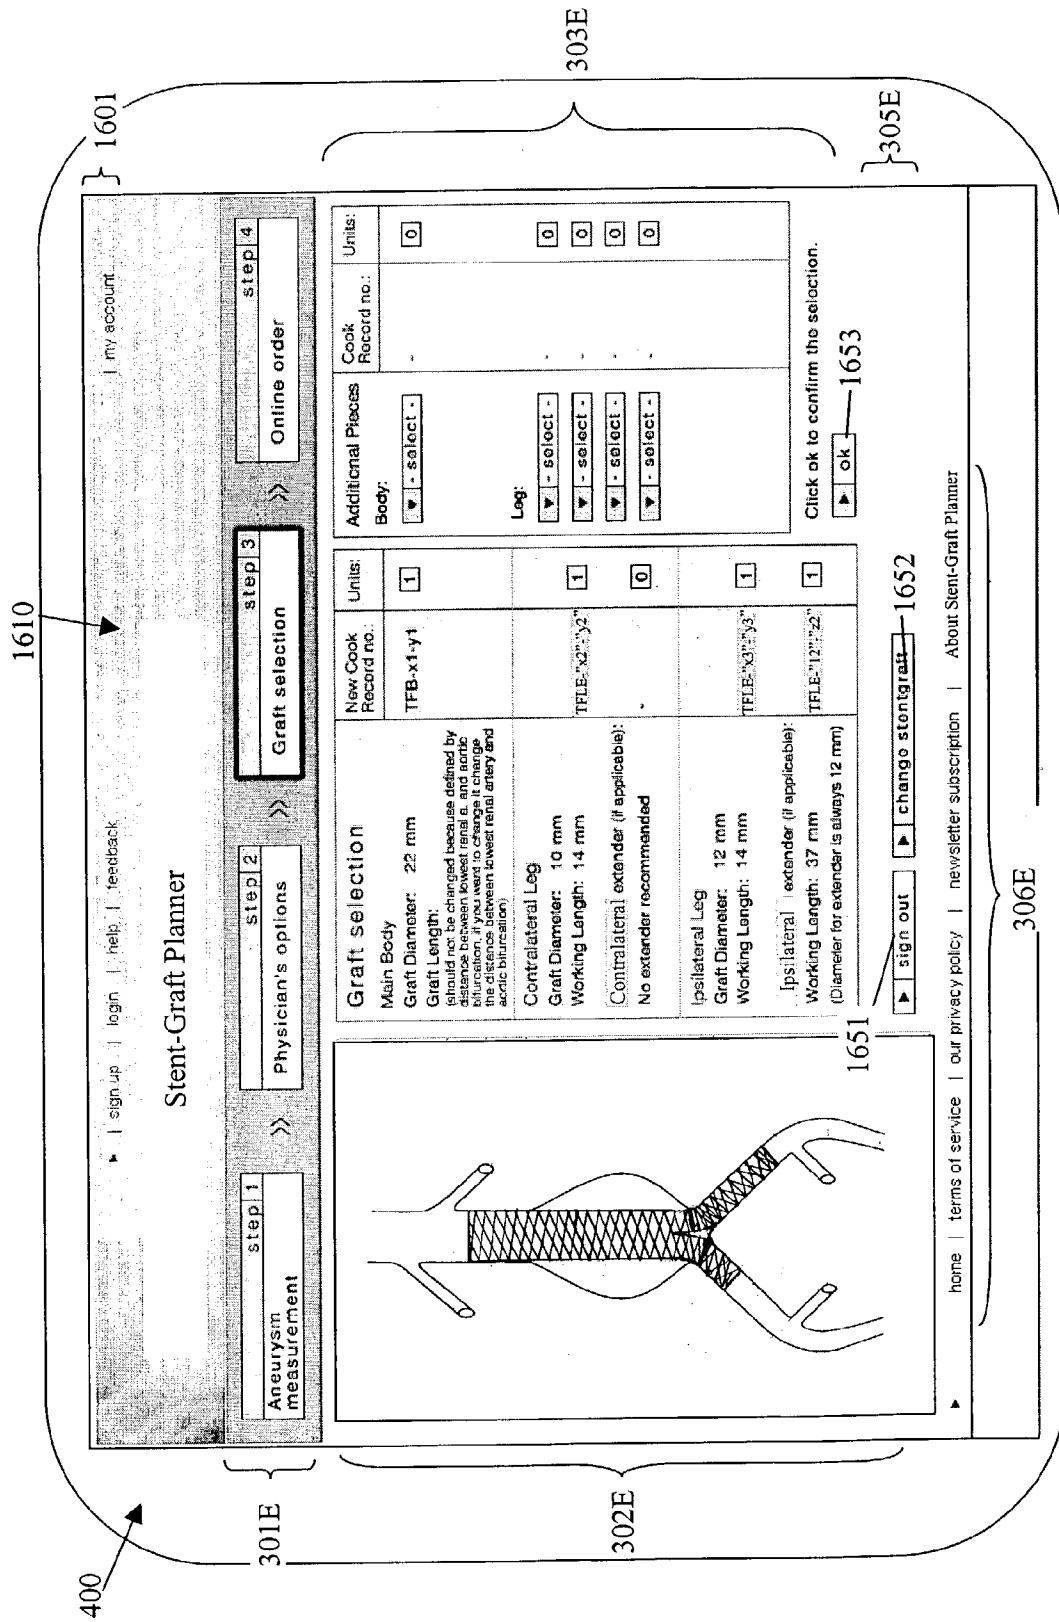 400
1610
1601
▶ | sign up | login | help | feedback | my account
Stent-Graft Planner
301E
step 1
Aneurysm
measurement
>>
step 2
Physician's options
>>
step 3
Graft selection
>>
step 4
Online order
302E
303E
Graft selection
New Cook
Record no.:
Units:
Main Body
Graft Diameter: 22 mm
TFB-x1-y1
1
Graft Length:
(should not be changed because defined by
distance between lowest renal a. and aortic
bifurcation, if you want to change it change
the distance between lowest renal artery and
aortic bifurcation)
Contralateral Leg
Graft Diameter: 10 mm
Working Length: 14 mm
TFLE-"x2"-"y2"
1
Contralateral extender (if applicable):
No extender recommended
-
0
Ipsilateral Leg
Graft Diameter: 12 mm
Working Length: 14 mm
TFLE-"x3"-"y3"
1
Ipsilateral extender (if applicable):
Working Length: 37 mm
TFLE-"12"-"z2"
1
(Diameter for extender is always 12 mm)
Additional Pieces
Cook
Record no.:
Units:
Body:
▼ - select -
-
0
Leg:
▼ - select -
-
0
▼ - select -
-
0
▼ - select -
-
0
▼ - select -
-
0
Click ok to confirm the selection.
▶ ok
1653
1651
▶ sign out
▶ change stentgraft
1652
305E
▶ home | terms of service | our privacy policy | newsletter subscription | About Stent-Graft Planner
306E